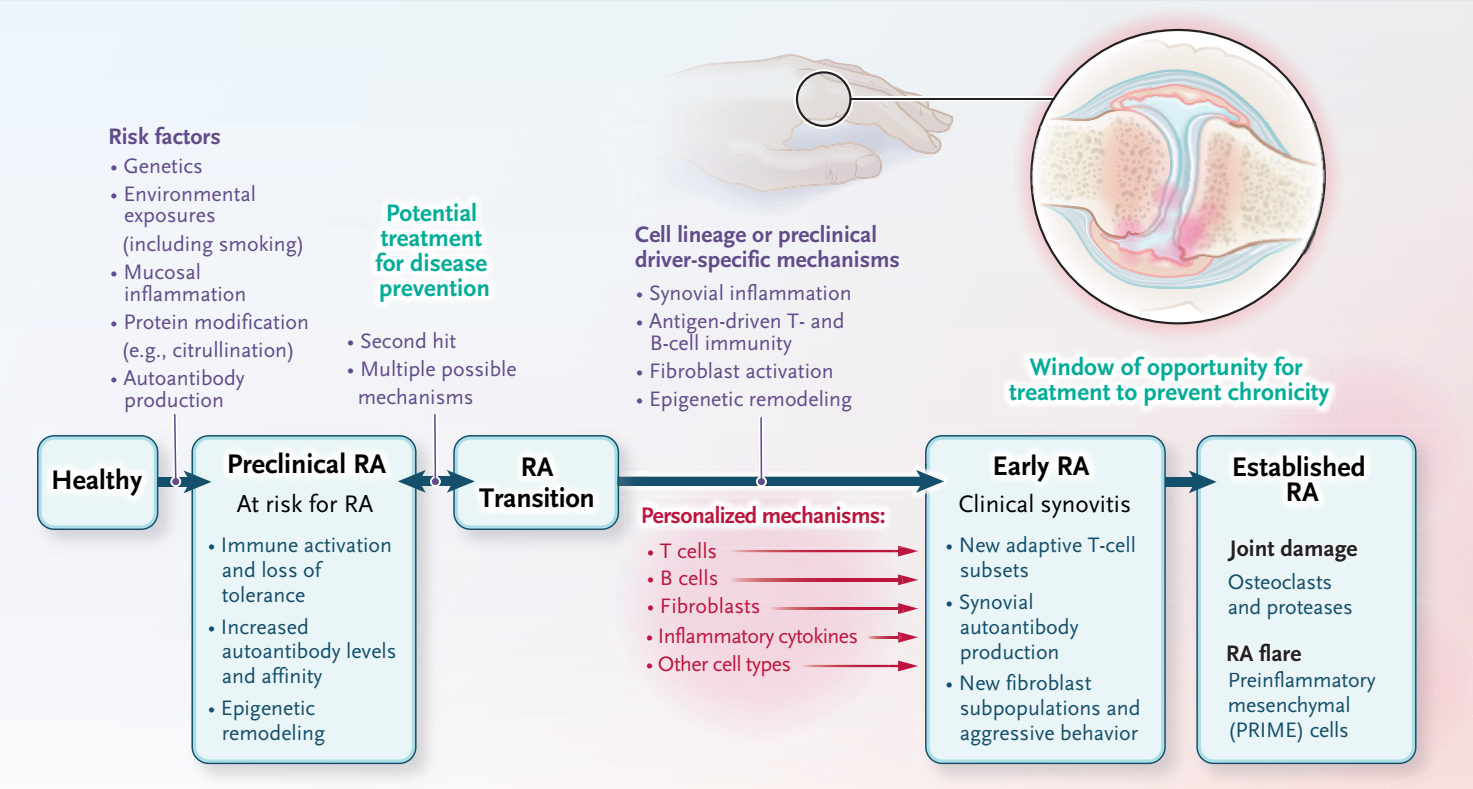 Risk factors
• Genetics
• Environmental
exposures
(including smoking)
• Mucosal
inflammation
• Protein modification
(e.g., citrullination)
• Autoantibody
production
Potential
treatment
for disease
prevention
• Second hit
• Multiple possible
mechanisms
Cell lineage or preclinical
driver-specific mechanisms
• Synovial inflammation
• Antigen-driven T- and
B-cell immunity
• Fibroblast activation
• Epigenetic remodeling
Window of opportunity for
treatment to prevent chronicity
Healthy
Preclinical RA
At risk for RA
• Immune activation
and loss of
tolerance
• Increased
autoantibody levels
and affinity
• Epigenetic
remodeling
RA
Transition
Personalized mechanisms:
• T cells
• B cells
• Fibroblasts
• Inflammatory cytokines
• Other cell types
Early RA
Clinical synovitis
• New adaptive T-cell
subsets
• Synovial
autoantibody
production
• New fibroblast
subpopulations and
aggressive behavior
Established
RA
Joint damage
Osteoclasts
and proteases
RA flare
Preinflammatory
mesenchymal
(PRIME) cells